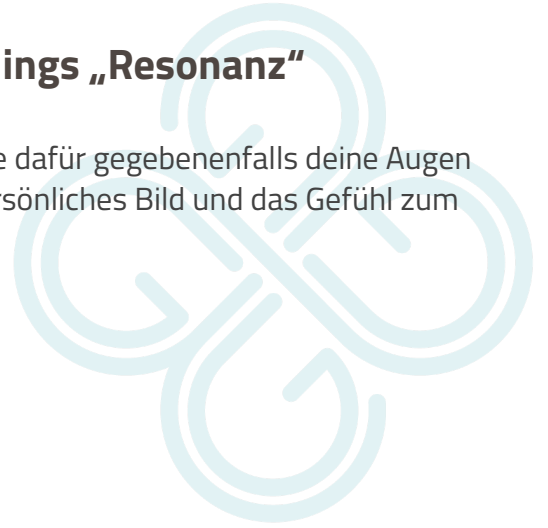 ings „Resonanz“
e dafür gegebenenfalls deine Augen
rsönliches Bild und das Gefühl zum